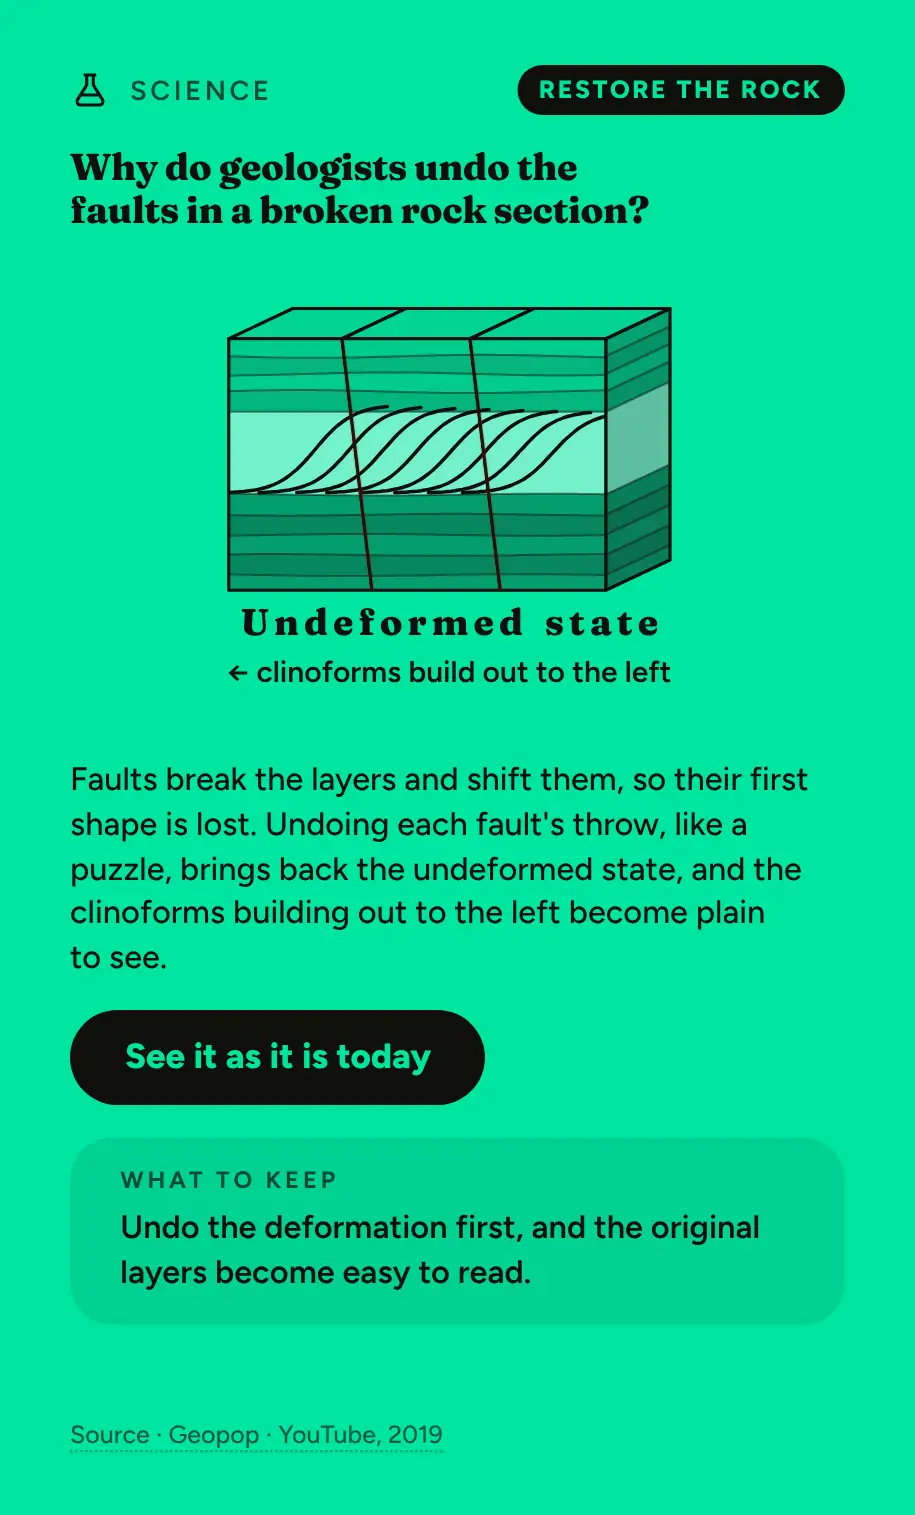 SCIENCE
RESTORE THE ROCK
Why do geologists undo the
faults in a broken rock section?
Undeformed state
← clinoforms build out to the left
Faults break the layers and shift them, so their first
shape is lost. Undoing each fault's throw, like a
puzzle, brings back the undeformed state, and the
clinoforms building out to the left become plain
to see.
See it as it is today
WHAT TO KEEP
Undo the deformation first, and the original
layers become easy to read.
Source · Geopop · YouTube, 2019